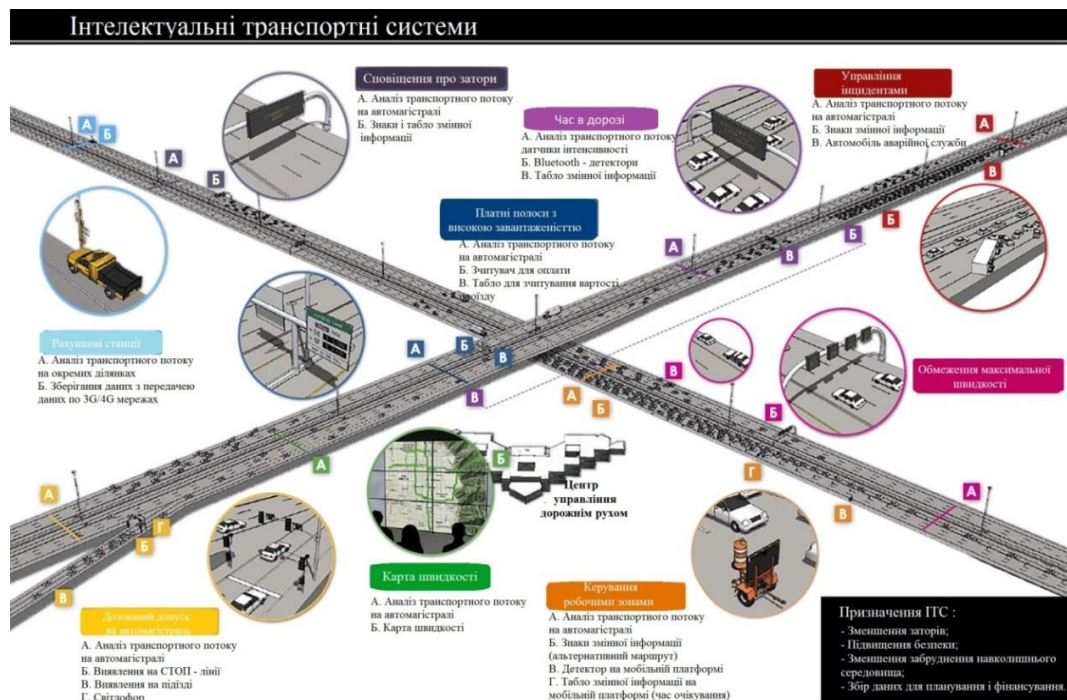 Інтелектуальні транспортні системи
Сповіщення про затори
А. Аналіз транспортного потоку
на автомагістралі
Б. Знаки і табло змінної
інформації
Час в дорозі
А. Аналіз транспортного потоку
датчики інтенсивності
Б. Bluetooth - детектори
В. Табло змінної інформації
Управління
інцидентами
А. Аналіз транспортного потоку
на автомагістралі
Б. Знаки змінної інформації
В. Автомобіль аварійної служби
А
Б
А
Б
А
В
Б
Платні полоси з
високою завантаженісттю
А. Аналіз транспортного потоку
на автомагістралі
Б. Зчитувач для оплати
В. Табло для зчитування вартості
проїзду
А
В
Б
Рахункові станції
А. Аналіз транспортного потоку
на окремих ділянках
Б. Зберігання даних з передачею
даних по 3G/4G мережах
А
Б
В
В
Обмеження максимальної
швидкості
В
Б
А
А
Б
В
Б
А
Центр
управління
дорожнім рухом
Г
В
А
А
Г
Б
В
Дозований допуск
на автомагістраль
А. Аналіз транспортного потоку
на автомагістралі
Б. Виявлення на СТОП - лінії
В. Виявлення на підїзді
Г. Світлофор
Карта швидкості
А. Аналіз транспортного потоку
на автомагістралі
Б. Карта швидкості
Керування
робочими зонами
А. Аналіз транспортного потоку
на автомагістралі
Б. Знаки змінної інформації
(альтернативний маршрут)
В. Детектор на мобільній платформі
Г. Табло змінної інформації на
мобільній платформі (час очікування)
Призначення ІТС :
- Зменшення заторів;
- Підвищення безпеки;
- Зменшення забруднення навколишнього
середовища;
- Збір даних для планування і фінансування.